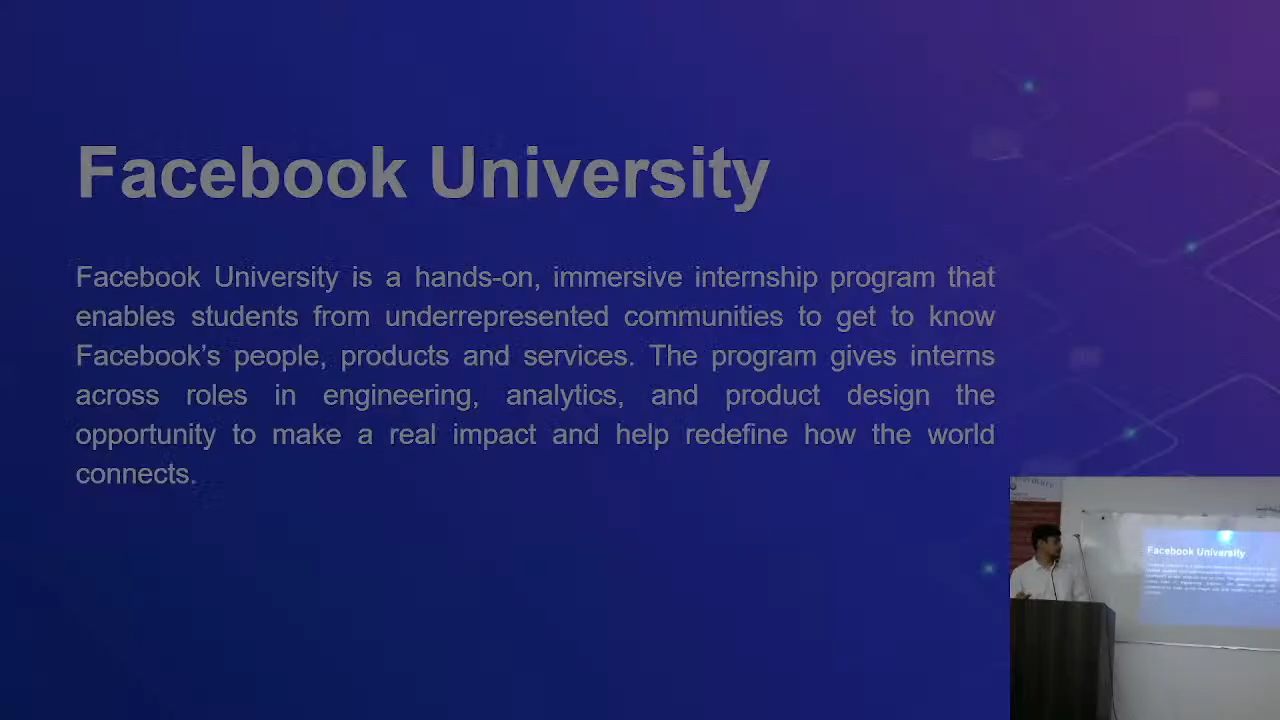 Facebook University
Facebook University is a hands-on, immersive internship program that
enables students from underrepresented communities to get to know
Facebook’s people, products and services. The program gives interns
across roles in engineering, analytics, and product design the
opportunity to make a real impact and help redefine how the world
connects.
Facebook University